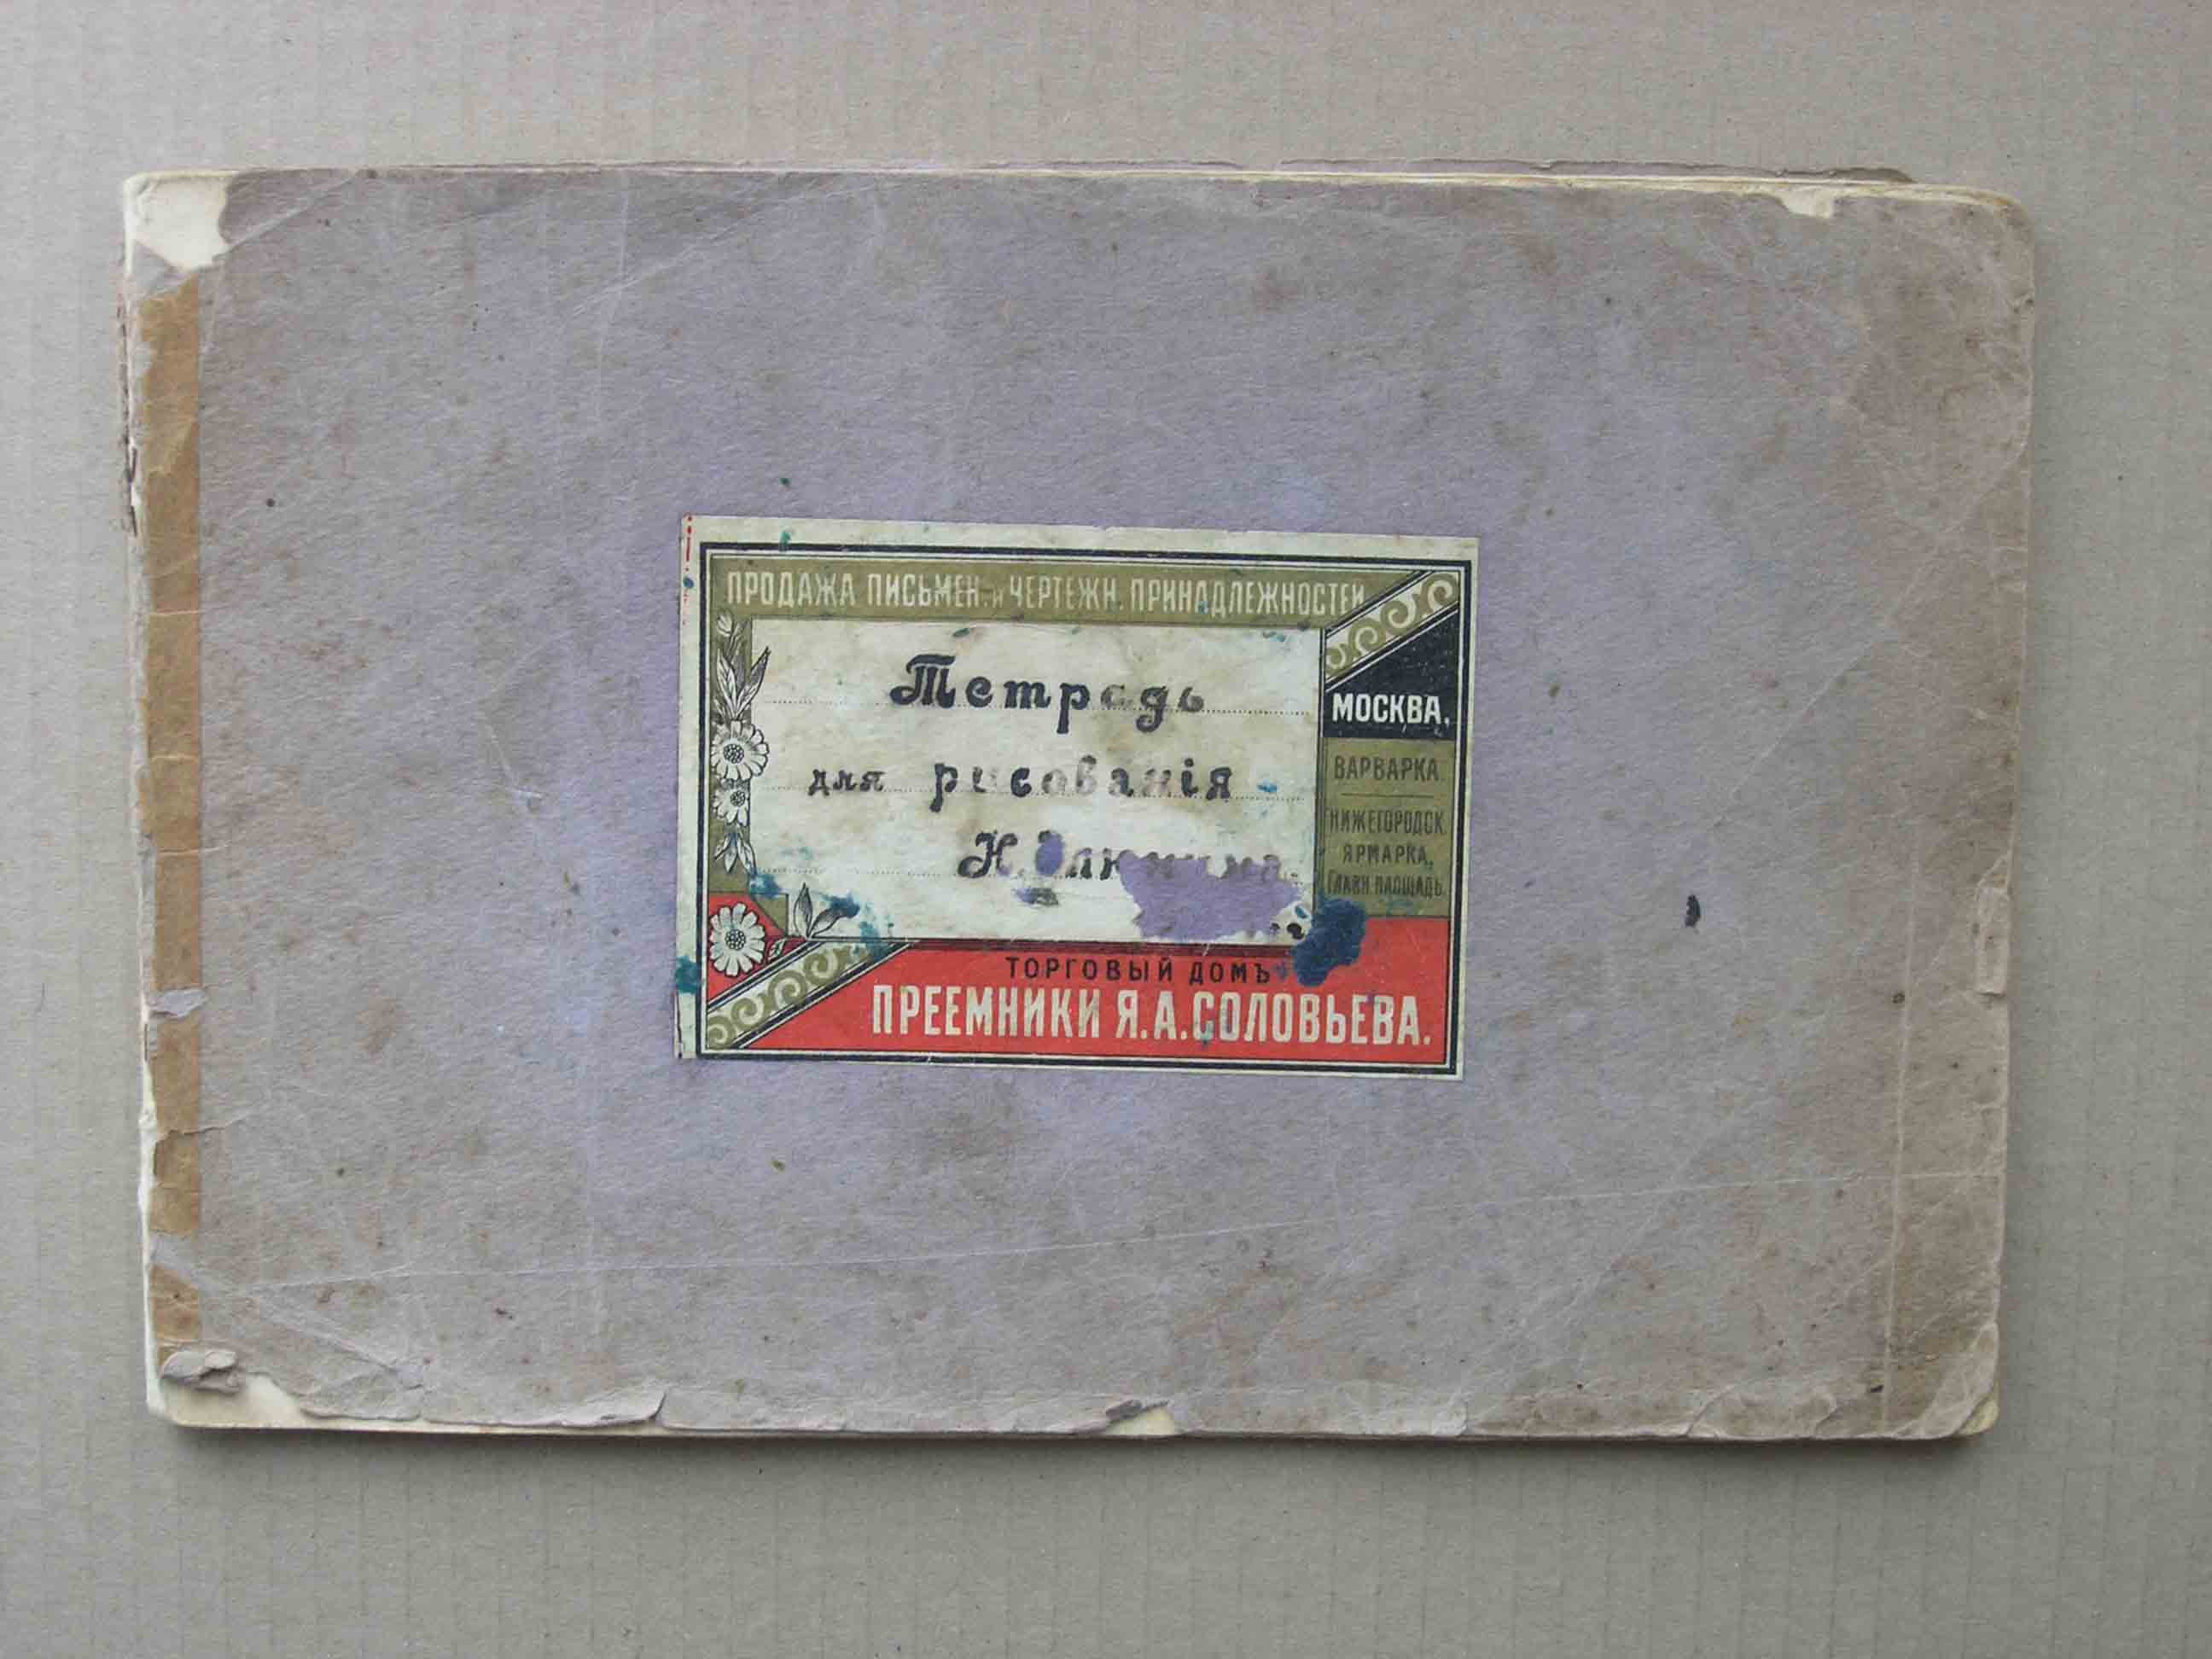 ПРОДАЖА ПИСЬМЕН. и ЧЕРТЕЖН. ПРИНАДЛЕЖНОСТЕЙ
Тетрадь
для рисованія
Н.
МОСКВА,
ВАРВАРКА.
НИЖЕГОРОДСК.
ЯРМАРКА,
ГЛАВН. ПЛОЩАДЬ.
ТОРГОВЫЙ ДОМЪ
ПРЕЕМНИКИ Я.А.СОЛОВЬЕВА.